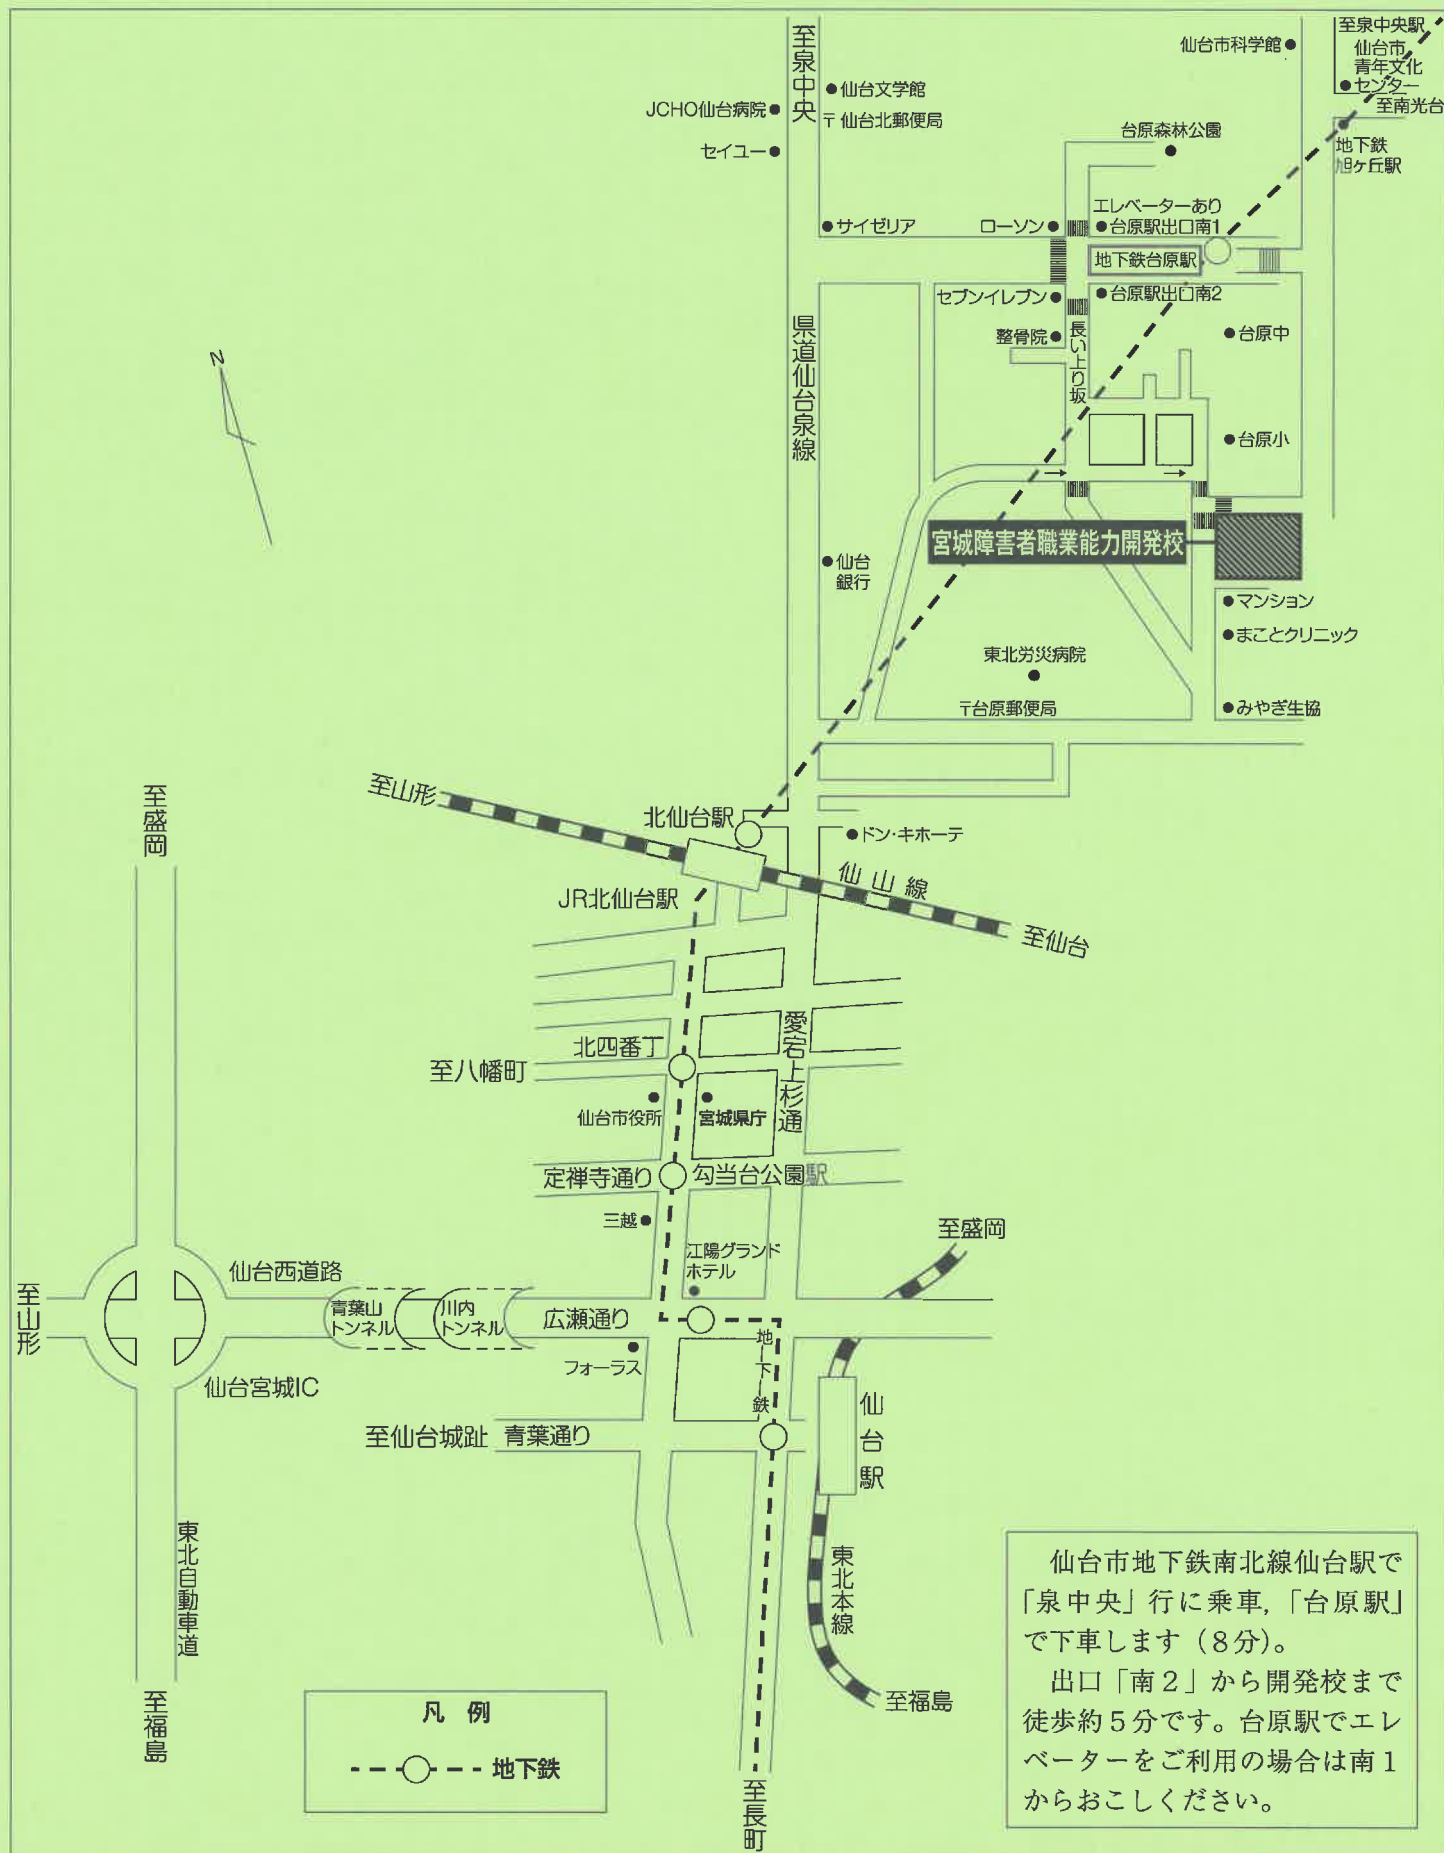 至泉中央
仙台文学館
JCHO仙台病院
〒仙台北郵便局
セイユー
仙台市科学館
至泉中央駅
仙台市
青年文化
センター
至南光台
地下鉄
旭ヶ丘駅
台原森林公園
エレベーターあり
台原駅出口南1
サイゼリア
ローソン
地下鉄台原駅
セブンイレブン
台原駅出口南2
整骨院
長い上り坂
台原中
台原小
県道仙台泉線
N
宮城障害者職業能力開発校
仙台
銀行
マンション
まことクリニック
東北労災病院
〒台原郵便局
みやぎ生協
至山形
北仙台駅
ドン・キホーテ
JR北仙台駅
仙山線
至仙台
至盛岡
北四番丁
至八幡町
愛宕上杉通
仙台市役所
宮城県庁
定禅寺通り
勾当台公園駅
三越
江陽グランド
ホテル
至盛岡
仙台西道路
至山形
青葉山
トンネル
川内
トンネル
広瀬通り
地下鉄
フォーラス
仙台宮城IC
至仙台城趾
青葉通り
仙台駅
東北自動車道
東北本線
至福島
至福島
至長町
凡例
地下鉄
仙台市地下鉄南北線仙台駅で
「泉中央」行に乗車,「台原駅」
で下車します（8分）。
出口「南２」から開発校まで
徒歩約５分です。台原駅でエレ
ベーターをご利用の場合は南１
からおこしください。